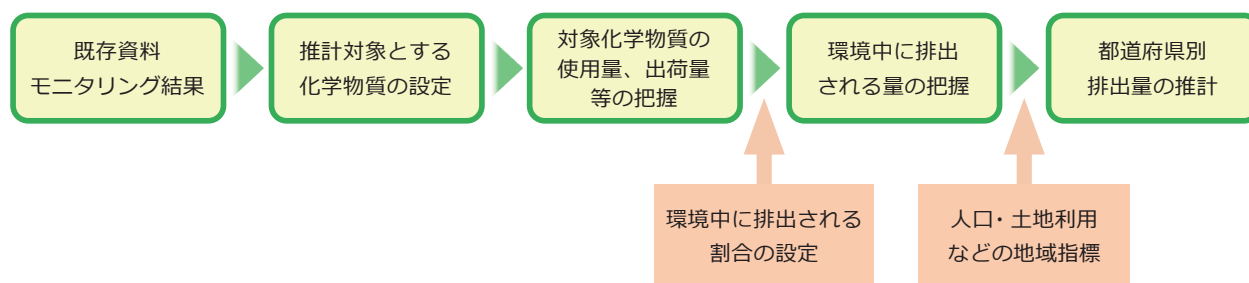 既存資料
モニタリング結果
推計対象とする
化学物質の設定
対象化学物質の
使用量、出荷量
等の把握
環境中に排出
される量の把握
都道府県別
排出量の推計
環境中に排出される
割合の設定
人口・土地利用
などの地域指標